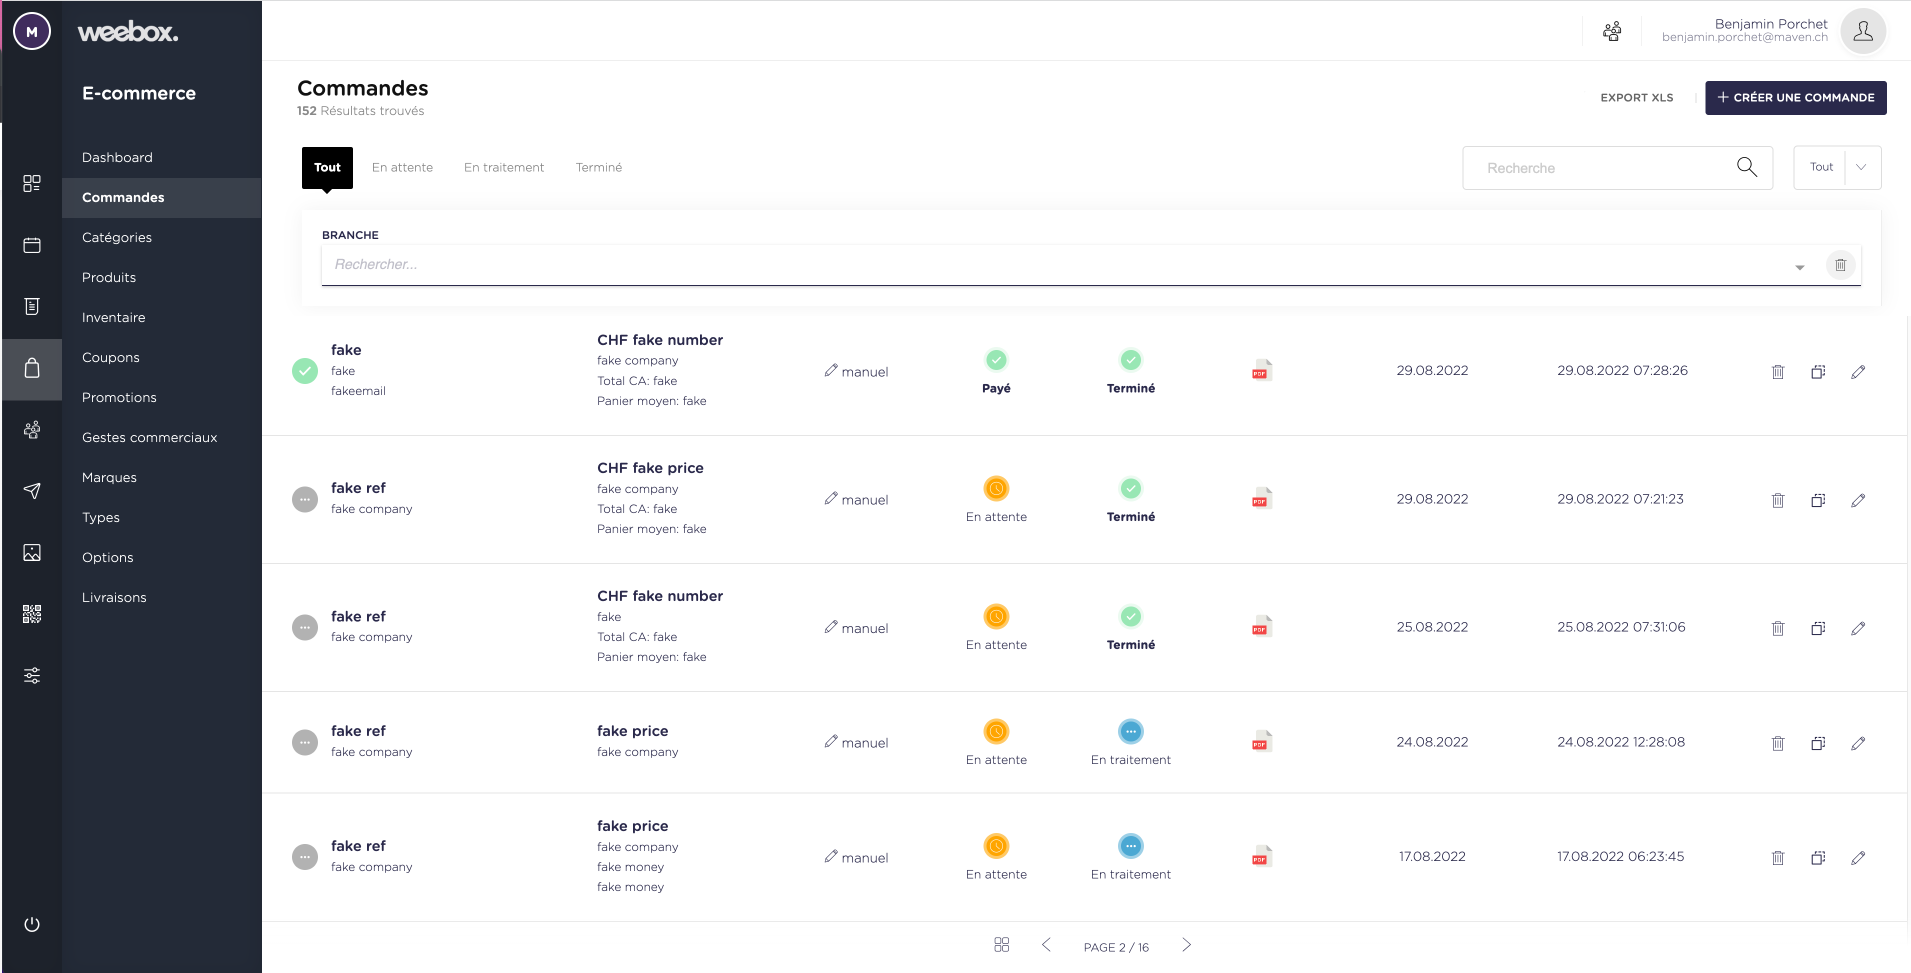 M
weebox.
Benjamin Porchet
benjamin.porchet@maven.ch
E-commerce
Dashboard
Commandes
Catégories
Produits
Inventaire
Coupons
Promotions
Gestes commerciaux
Marques
Types
Options
Livraisons
Commandes
152 Résultats trouvés
EXPORT XLS
+ CRÉER UNE COMMANDE
Tout
En attente
En traitement
Terminé
Recherche
Tout
BRANCHE
Rechercher...
fake
fake
fakeemail
CHF fake number
fake company
Total CA: fake
Panier moyen: fake
manuel
Payé
Terminé
PDF
29.08.2022
29.08.2022 07:28:26
fake ref
fake company
CHF fake price
fake company
Total CA: fake
Panier moyen: fake
manuel
En attente
Terminé
PDF
29.08.2022
29.08.2022 07:21:23
fake ref
fake company
CHF fake number
fake
Total CA: fake
Panier moyen: fake
manuel
En attente
Terminé
PDF
25.08.2022
25.08.2022 07:31:06
fake ref
fake company
fake price
fake company
manuel
En attente
En traitement
PDF
24.08.2022
24.08.2022 12:28:08
fake ref
fake company
fake price
fake company
fake money
fake money
manuel
En attente
En traitement
PDF
17.08.2022
17.08.2022 06:23:45
PAGE 2 / 16